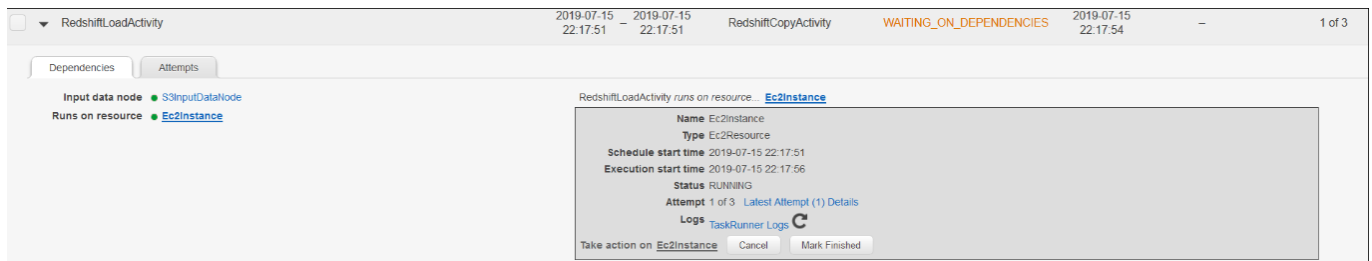 RedshiftLoadActivity 2019-07-15 22:17:51 – 2019-07-15 22:17:51 RedshiftCopyActivity WAITING_ON_DEPENDENCIES 2019-07-15 22:17:54 – 1 of 3
Dependencies Attempts
Input data node S3InputDataNode
Runs on resource Ec2Instance
RedshiftLoadActivity runs on resource... Ec2Instance
Name Ec2Instance
Type Ec2Resource
Schedule start time 2019-07-15 22:17:51
Execution start time 2019-07-15 22:17:56
Status RUNNING
Attempt 1 of 3 Latest Attempt (1) Details
Logs TaskRunner Logs
Take action on Ec2Instance Cancel Mark Finished